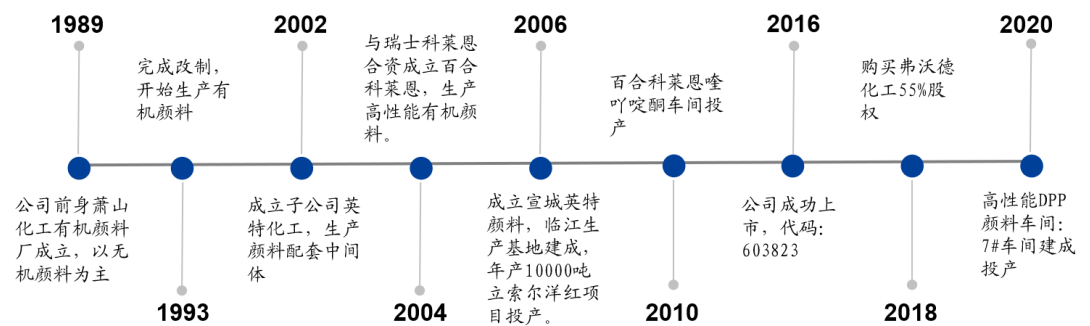 1989
2002
2006
2016
2020
完成改制，
开始生产有
机颜料
与瑞士科莱恩
合资成立百合
科莱恩，生产
高性能有机颜
料。
百合科莱恩喹
吖啶酮车间投
产
购买弗沃德
化工55%股
权
公司前身萧山
化工有机颜料
厂成立，以无
机颜料为主
成立子公司英
特化工，生产
颜料配套中间
体
成立宣城英特
颜料，临江生
产基地建成，
年产10000吨
立索尔洋红项
目投产。
公司成功上
市，代码：
603823
高性能DPP
颜料车间：
7#车间建成
投产
1993
2004
2010
2018